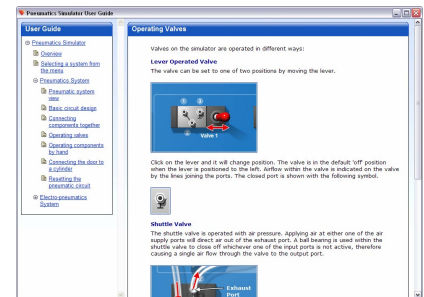 Pneumatics Simulator User Guide
User Guide
Pneumatics Simulator
Overview
Selecting a system from
the menu
Pneumatics System
Pneumatic system
view
Basic circuit design
Connecting
components together
Operating valves
Operating components
by hand
Connecting the door to
a cylinder
Resetting the
pneumatic circuit
Electro-pneumatics
System
Operating Valves
Valves on the simulator are operated in different ways:
Lever Operated Valve
The valve can be set to one of two positions by moving the lever.
Valve 1
Click on the lever and it will change position. The valve is in the default 'off' position
when the lever is positioned to the left. Airflow within the valve is indicated on the valve
by the lines joining the ports. The closed port is shown with the following symbol.
Shuttle Valve
The shuttle valve is operated with air pressure. Applying air at either one of the air
supply ports will direct air out of the exhaust port. A ball bearing is used within the
shuttle valve to close off whichever one of the input ports is not active, therefore
causing a single air flow through the valve to the output port.
Exhaust
Port